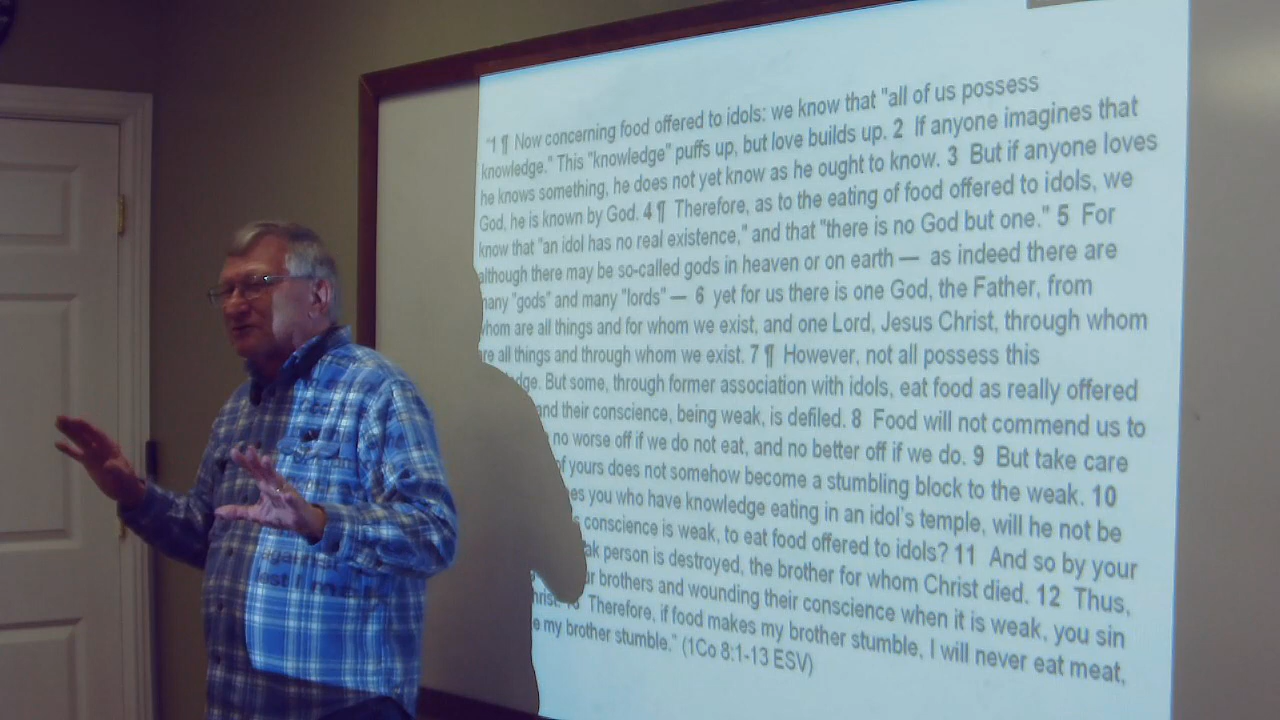 "1 ¶ Now concerning food offered to idols: we know that "all of us possess
knowledge." This "knowledge" puffs up, but love builds up. 2 If anyone imagines that
he knows something, he does not yet know as he ought to know. 3 But if anyone loves
God, he is known by God. 4 ¶ Therefore, as to the eating of food offered to idols, we
know that "an idol has no real existence," and that "there is no God but one." 5 For
although there may be so-called gods in heaven or on earth — as indeed there are
many "gods" and many "lords" — 6 yet for us there is one God, the Father, from
whom are all things and for whom we exist, and one Lord, Jesus Christ, through whom
are all things and through whom we exist. 7 ¶ However, not all possess this
dge. But some, through former association with idols, eat food as really offered
and their conscience, being weak, is defiled. 8 Food will not commend us to
no worse off if we do not eat, and no better off if we do. 9 But take care
of yours does not somehow become a stumbling block to the weak. 10
es you who have knowledge eating in an idol's temple, will he not be
conscience is weak, to eat food offered to idols? 11 And so by your
ak person is destroyed, the brother for whom Christ died. 12 Thus,
ur brothers and wounding their conscience when it is weak, you sin
hrist. 13 Therefore, if food makes my brother stumble, I will never eat meat,
e my brother stumble." (1Co 8:1-13 ESV)